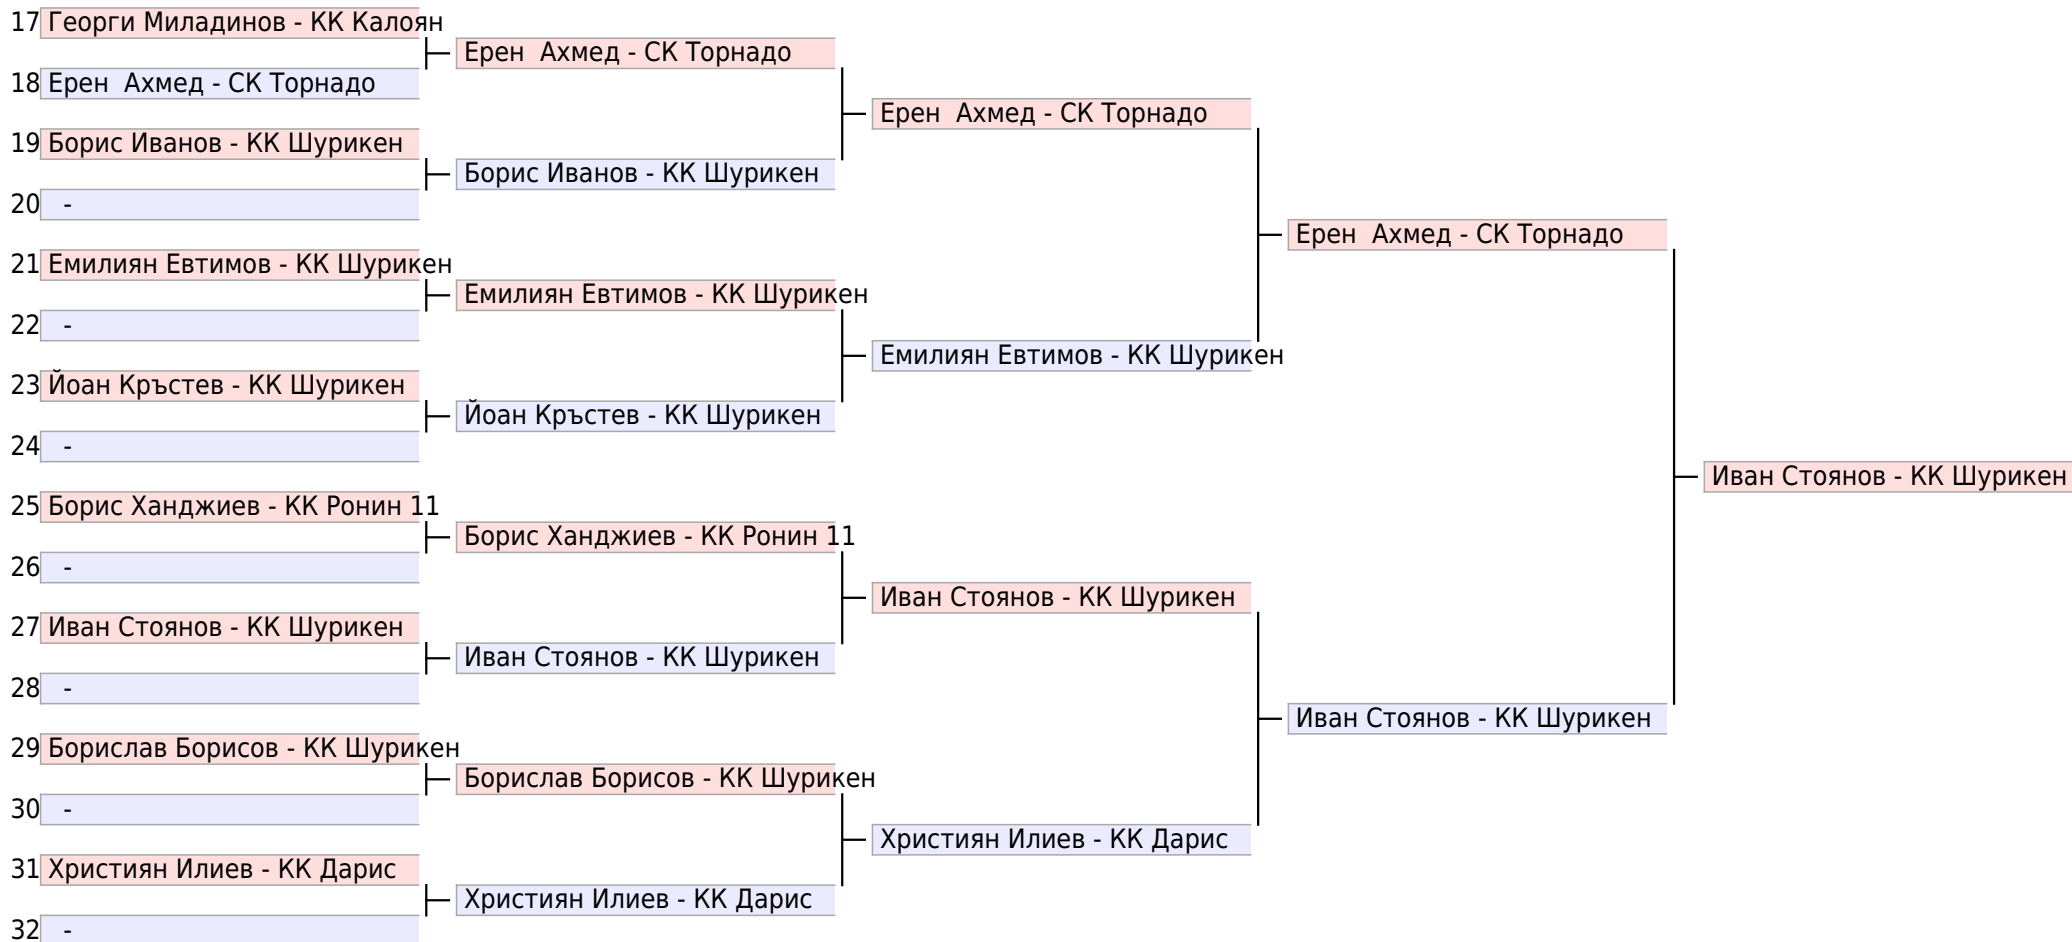 17 Георги Миладинов - КК Калоян
Ерен  Ахмед - СК Торнадо
18 Ерен  Ахмед - СК Торнадо
Ерен  Ахмед - СК Торнадо
19 Борис Иванов - КК Шурикен
Борис Иванов - КК Шурикен
20 -
Ерен  Ахмед - СК Торнадо
21 Емилиян Евтимов - КК Шурикен
Емилиян Евтимов - КК Шурикен
22 -
Емилиян Евтимов - КК Шурикен
23 Йоан Кръстев - КК Шурикен
Йоан Кръстев - КК Шурикен
24 -
Иван Стоянов - КК Шурикен
25 Борис Ханджиев - КК Ронин 11
Борис Ханджиев - КК Ронин 11
26 -
Иван Стоянов - КК Шурикен
27 Иван Стоянов - КК Шурикен
Иван Стоянов - КК Шурикен
28 -
Иван Стоянов - КК Шурикен
29 Борислав Борисов - КК Шурикен
Борислав Борисов - КК Шурикен
30 -
Християн Илиев - КК Дарис
31 Християн Илиев - КК Дарис
Християн Илиев - КК Дарис
32 -